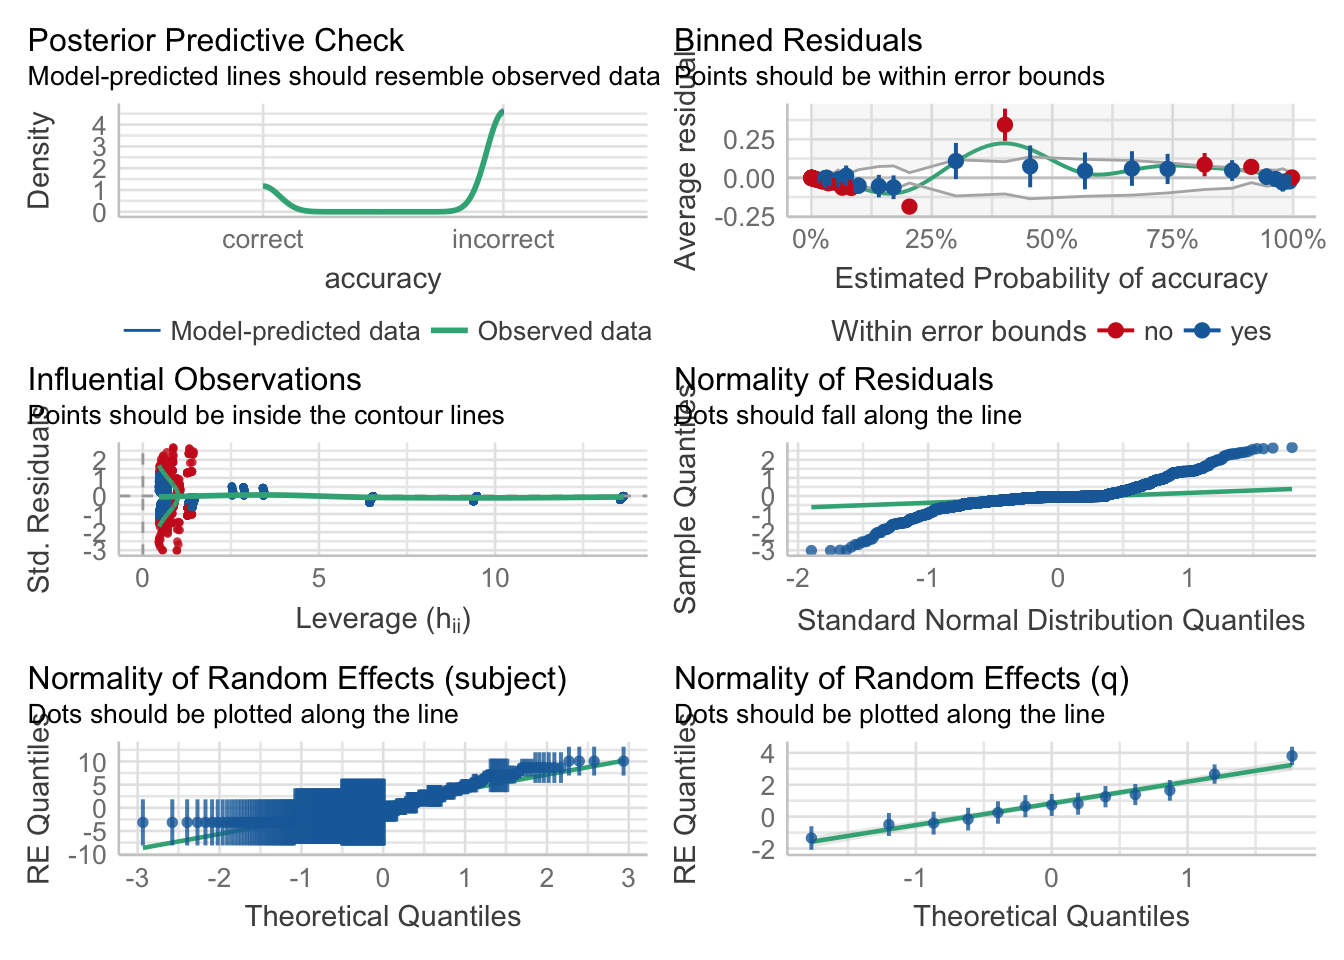 Posterior Predictive Check
Model-predicted lines should resemble observed data
Density
4
3
2
1
0
correct incorrect
accuracy
Model-predicted data Observed data
Binned Residuals
Points should be within error bounds
Average residual
0.25
0.00
-0.25
0% 25% 50% 75% 100%
Estimated Probability of accuracy
Within error bounds no yes
Influential Observations
Points should be inside the contour lines
Std. Residuals
2
1
0
-1
-2
-3
0 5 10
Leverage (hii)
Normality of Residuals
Dots should fall along the line
Sample Quantiles
2
1
0
-1
-2
-3
-2 -1 0 1
Standard Normal Distribution Quantiles
Normality of Random Effects (subject)
Dots should be plotted along the line
RE Quantiles
10
5
0
-5
-10
-3 -2 -1 0 1 2 3
Theoretical Quantiles
Normality of Random Effects (q)
Dots should be plotted along the line
RE Quantiles
4
2
0
-2
-1 0 1
Theoretical Quantiles